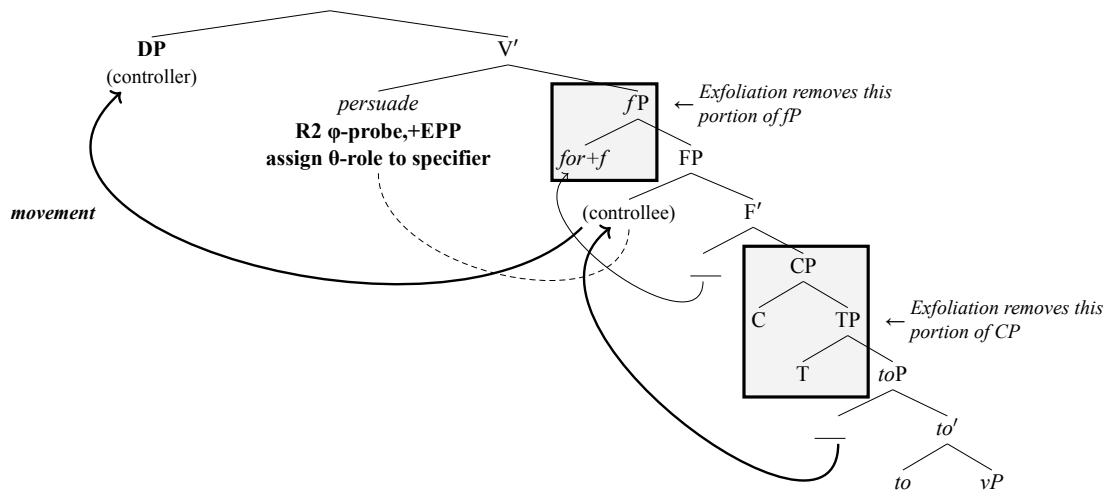 DP
V′
(controller)
persuade
fP
← Exfoliation removes this
portion of fP
R2 φ-probe,+EPP
assign θ-role to specifier
for+f
FP
movement
(controllee)
F′
CP
C
TP
← Exfoliation removes this
portion of CP
T
toP
to′
to
vP